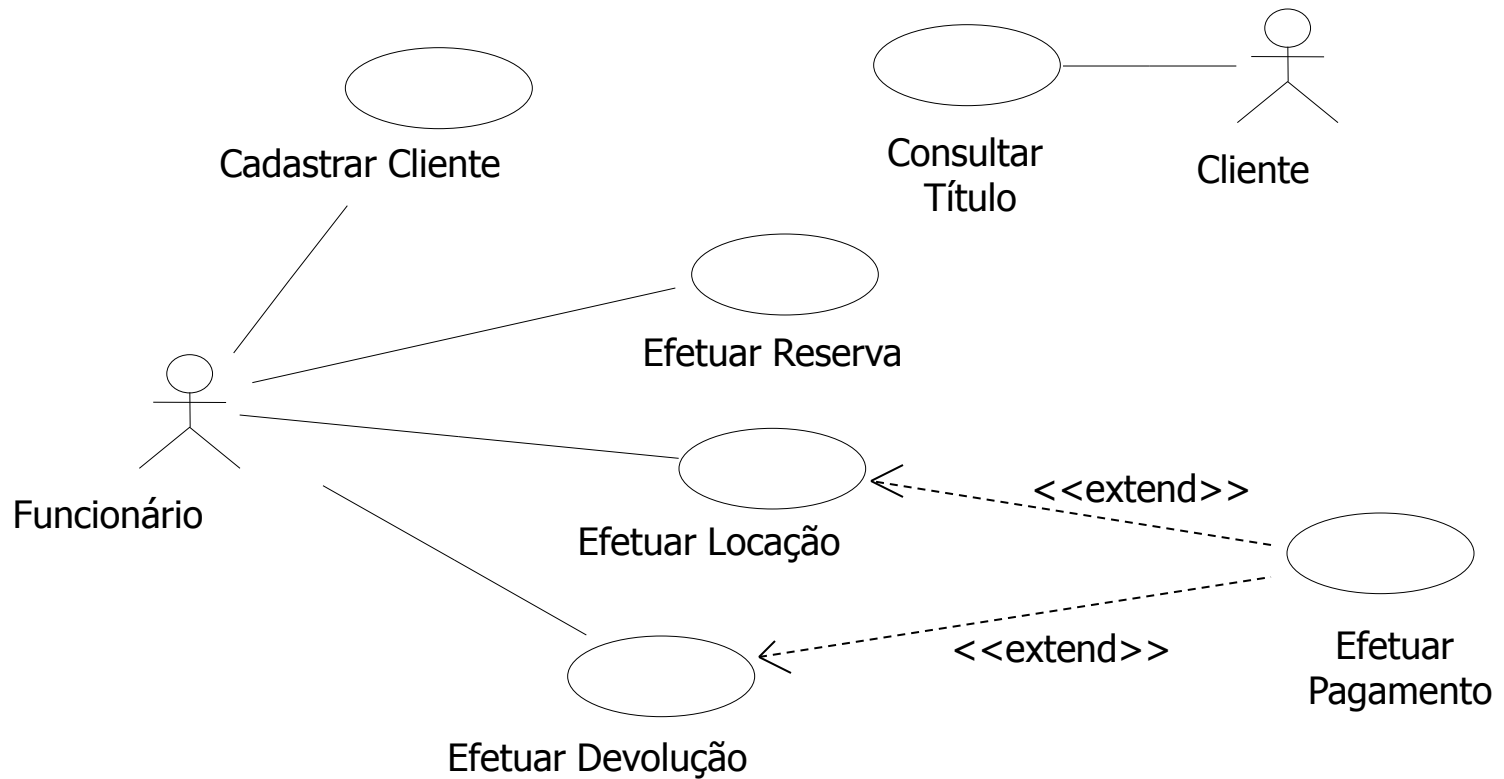 Cadastrar Cliente
Consultar
Título
Cliente
Efetuar Reserva
Funcionário
Efetuar Locação
<<extend>>
<<extend>>
Efetuar
Pagamento
Efetuar Devolução